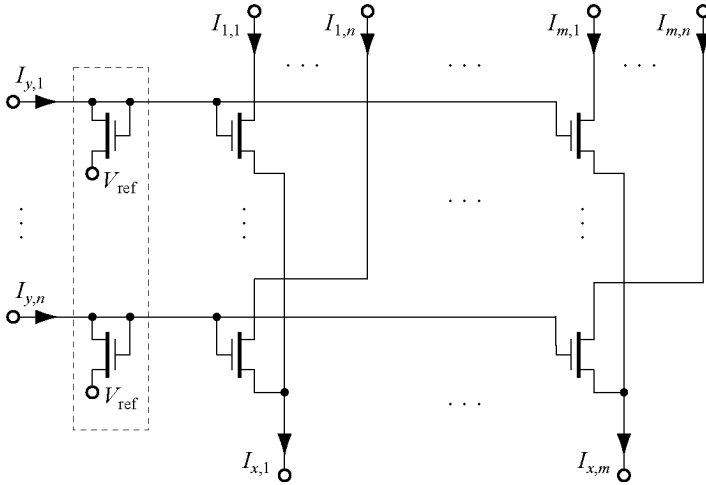 I1,1
I1,n
Im,1
Im,n
. . .
. . .
. . .
Iy,1
Vref
. . .
. . .
. . .
. . .
Iy,n
Vref
. . .
Ix,1
Ix,m